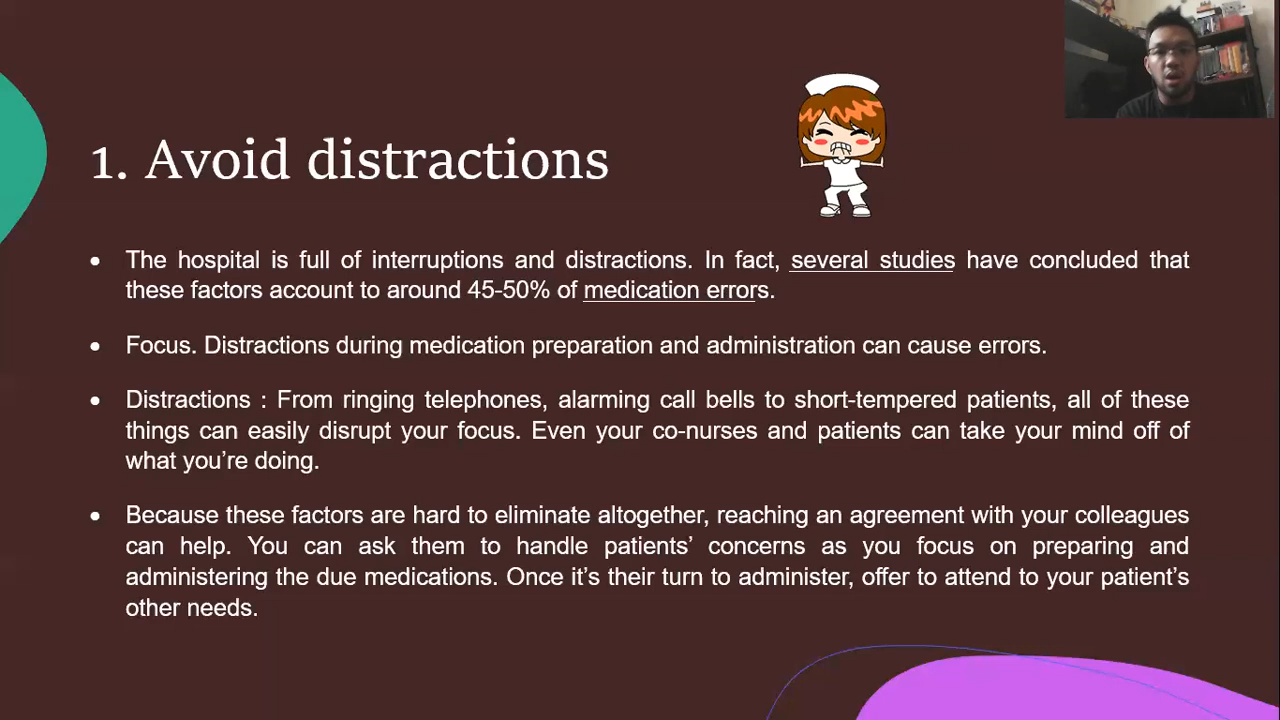 1. Avoid distractions
• The hospital is full of interruptions and distractions. In fact, several studies have concluded that
these factors account to around 45-50% of medication errors.
• Focus. Distractions during medication preparation and administration can cause errors.
• Distractions : From ringing telephones, alarming call bells to short-tempered patients, all of these
things can easily disrupt your focus. Even your co-nurses and patients can take your mind off of
what you’re doing.
• Because these factors are hard to eliminate altogether, reaching an agreement with your colleagues
can help. You can ask them to handle patients’ concerns as you focus on preparing and
administering the due medications. Once it’s their turn to administer, offer to attend to your patient’s
other needs.